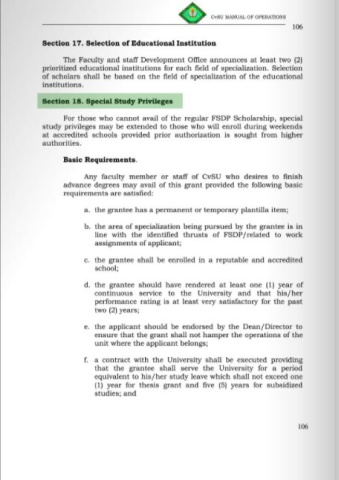 CvSU MANUAL OF OPERATIONS
106
Section 17. Selection of Educational Institution
The Faculty and staff Development Office announces at least two (2)
prioritized educational institutions for each field of specialization. Selection
of scholars shall be based on the field of specialization of the educational
institutions.
Section 18. Special Study Privileges
For those who cannot avail of the regular FSDP Scholarship, special
study privileges may be extended to those who will enroll during weekends
at accredited schools provided prior authorization is sought from higher
authorities.
Basic Requirements.
Any faculty member or staff of CvSU who desires to finish
advance degrees may avail of this grant provided the following basic
requirements are satisfied:
a. the grantee has a permanent or temporary plantilla item;
b. the area of specialization being pursued by the grantee is in
line with the identified thrusts of FSDP/related to work
assignments of applicant;
c. the grantee shall be enrolled in a reputable and accredited
school;
d. the grantee should have rendered at least one (1) year of
continuous service to the University and that his/her
performance rating is at least very satisfactory for the past
two (2) years;
e. the applicant should be endorsed by the Dean/Director to
ensure that the grant shall not hamper the operations of the
unit where the applicant belongs;
f. a contract with the University shall be executed providing
that the grantee shall serve the University for a period
equivalent to his/her study leave which shall not exceed one
(1) year for thesis grant and five (5) years for subsidized
studies; and
106